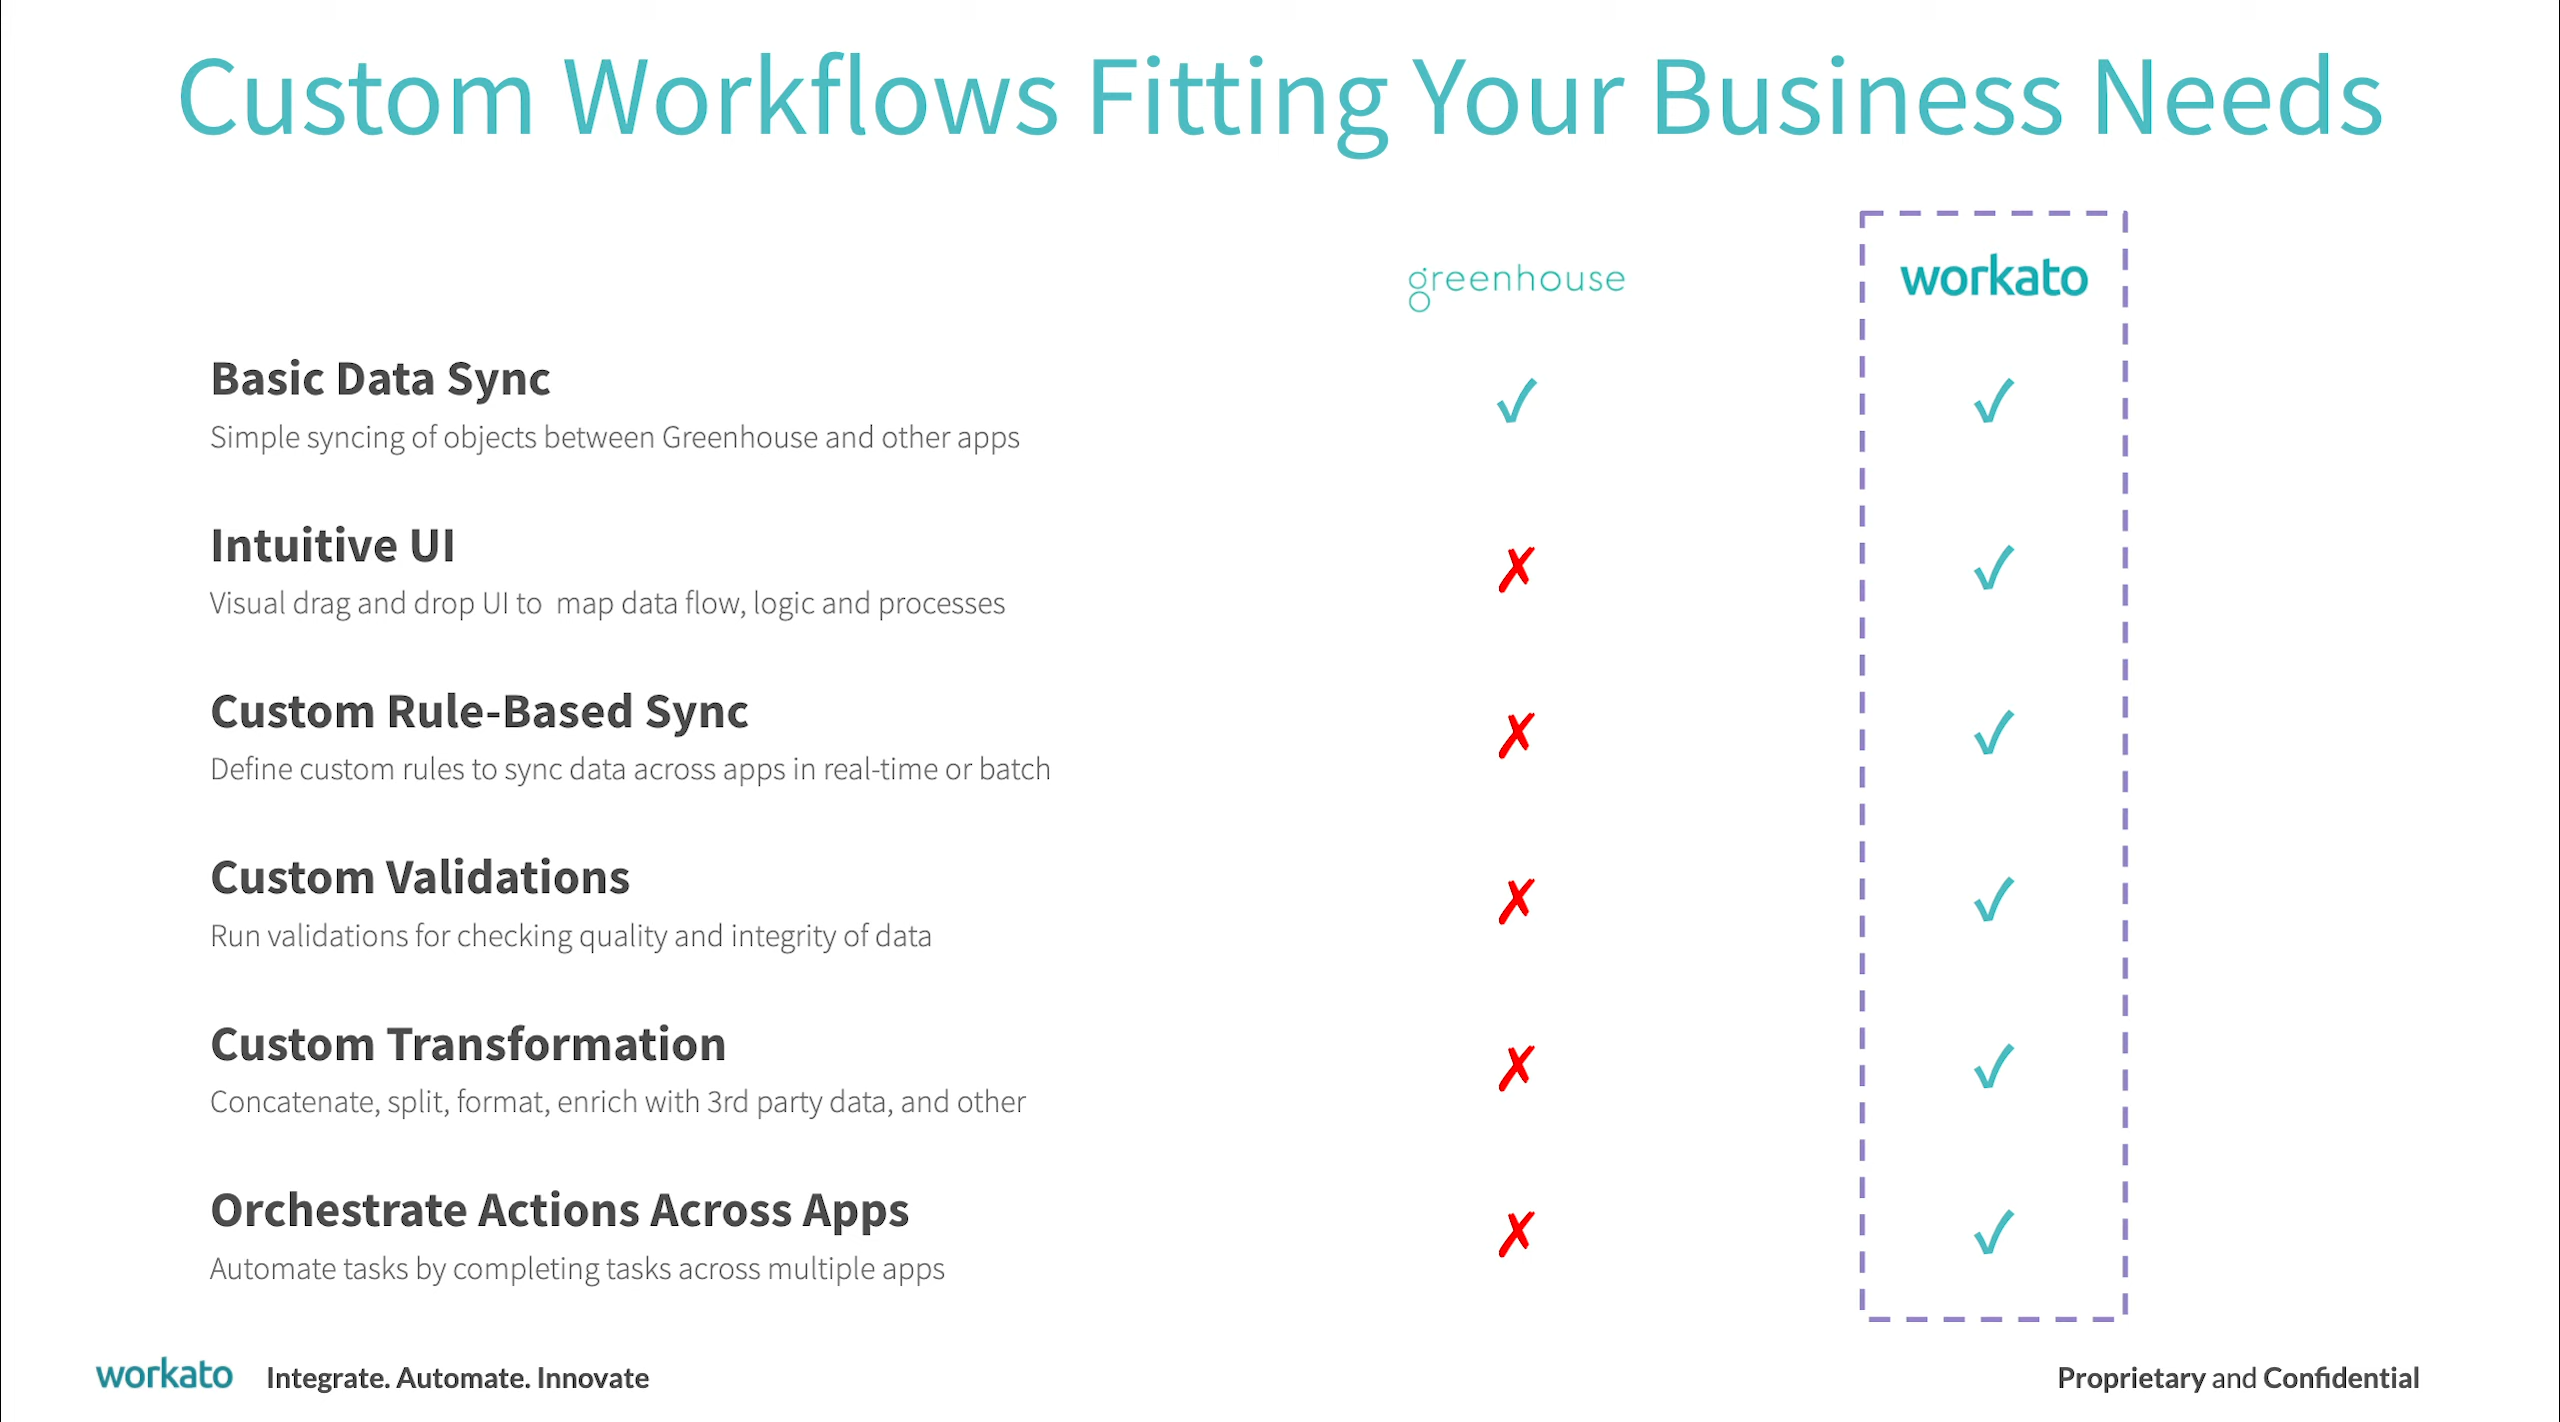 Custom Workflows Fitting Your Business Needs
greenhouse
workato
Basic Data Sync
✓ ✓
Simple syncing of objects between Greenhouse and other apps
Intuitive UI
✗ ✓
Visual drag and drop UI to  map data flow, logic and processes
Custom Rule-Based Sync
✗ ✓
Define custom rules to sync data across apps in real-time or batch
Custom Validations
✗ ✓
Run validations for checking quality and integrity of data
Custom Transformation
✗ ✓
Concatenate, split, format, enrich with 3rd party data, and other
Orchestrate Actions Across Apps
✗ ✓
Automate tasks by completing tasks across multiple apps
workato Integrate. Automate. Innovate
Proprietary and Confidential